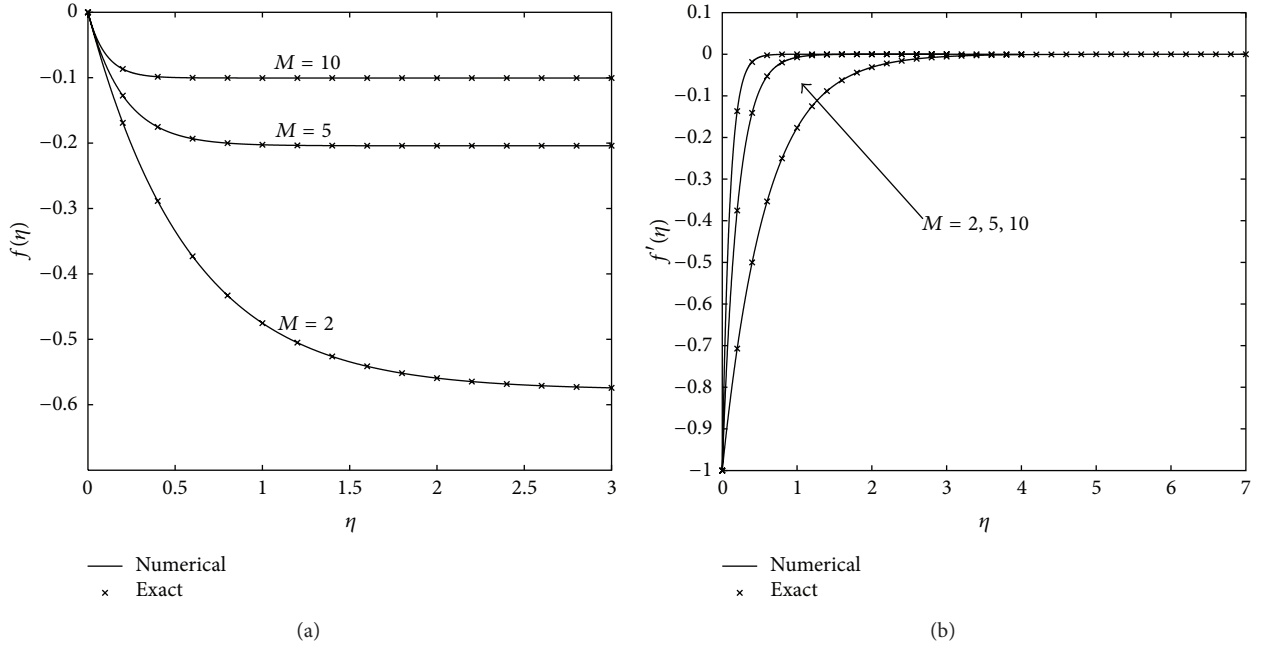 0
−0.1
−0.2
−0.3
−0.4
−0.5
−0.6
f(η)
M = 10
M = 5
M = 2
0 0.5 1 1.5 2 2.5 3
η
Numerical
Exact
(a)
0.1
0
−0.1
−0.2
−0.3
−0.4
−0.5
−0.6
−0.7
−0.8
−0.9
−1
f′(η)
M = 2, 5, 10
0 1 2 3 4 5 6 7
η
Numerical
Exact
(b)